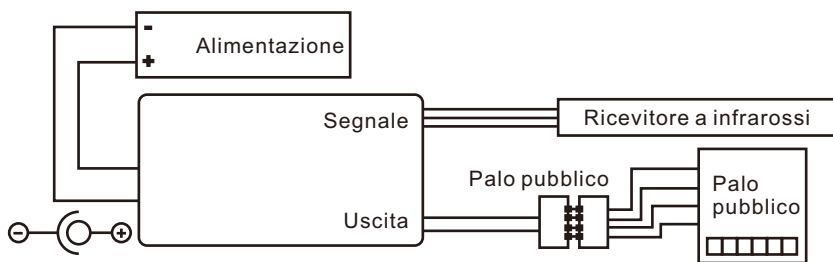 -
Alimentazione
+
Segnale
Ricevitore a infrarossi
Palo pubblico
Palo
pubblico
Uscita
- +